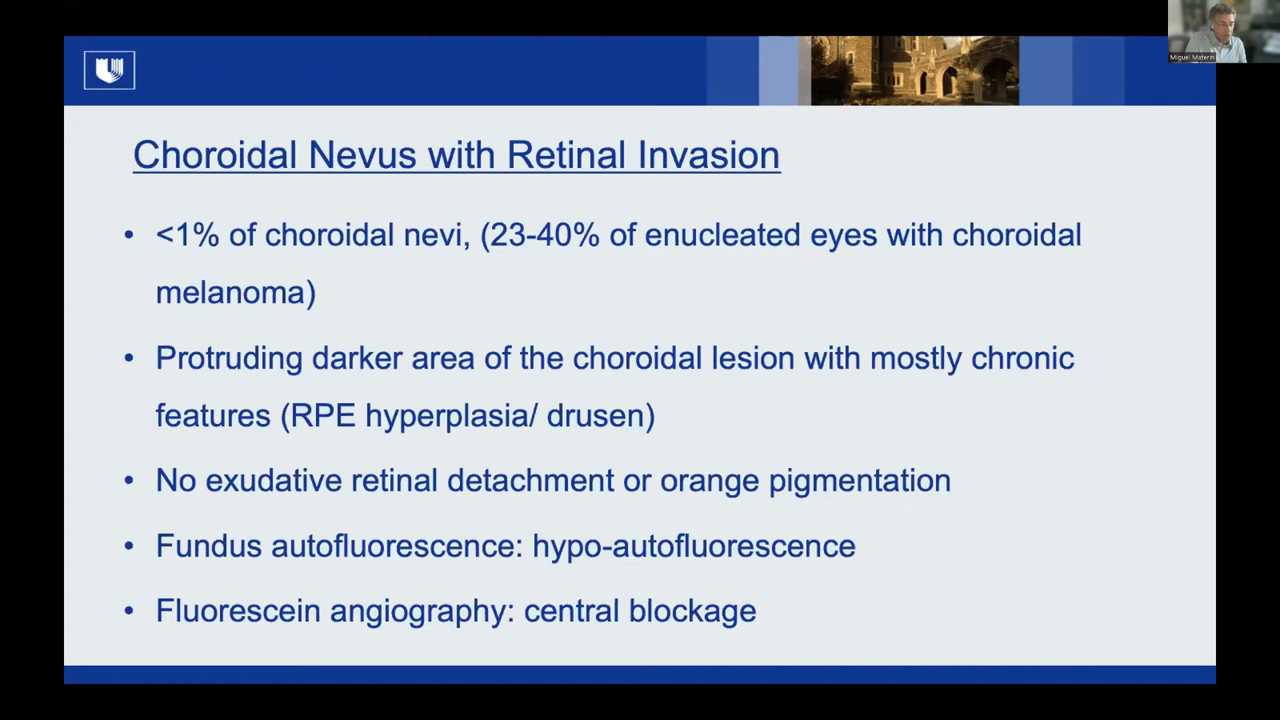 Miguel Materin
Choroidal Nevus with Retinal Invasion
• <1% of choroidal nevi, (23-40% of enucleated eyes with choroidal
melanoma)
• Protruding darker area of the choroidal lesion with mostly chronic
features (RPE hyperplasia/ drusen)
• No exudative retinal detachment or orange pigmentation
• Fundus autofluorescence: hypo-autofluorescence
• Fluorescein angiography: central blockage